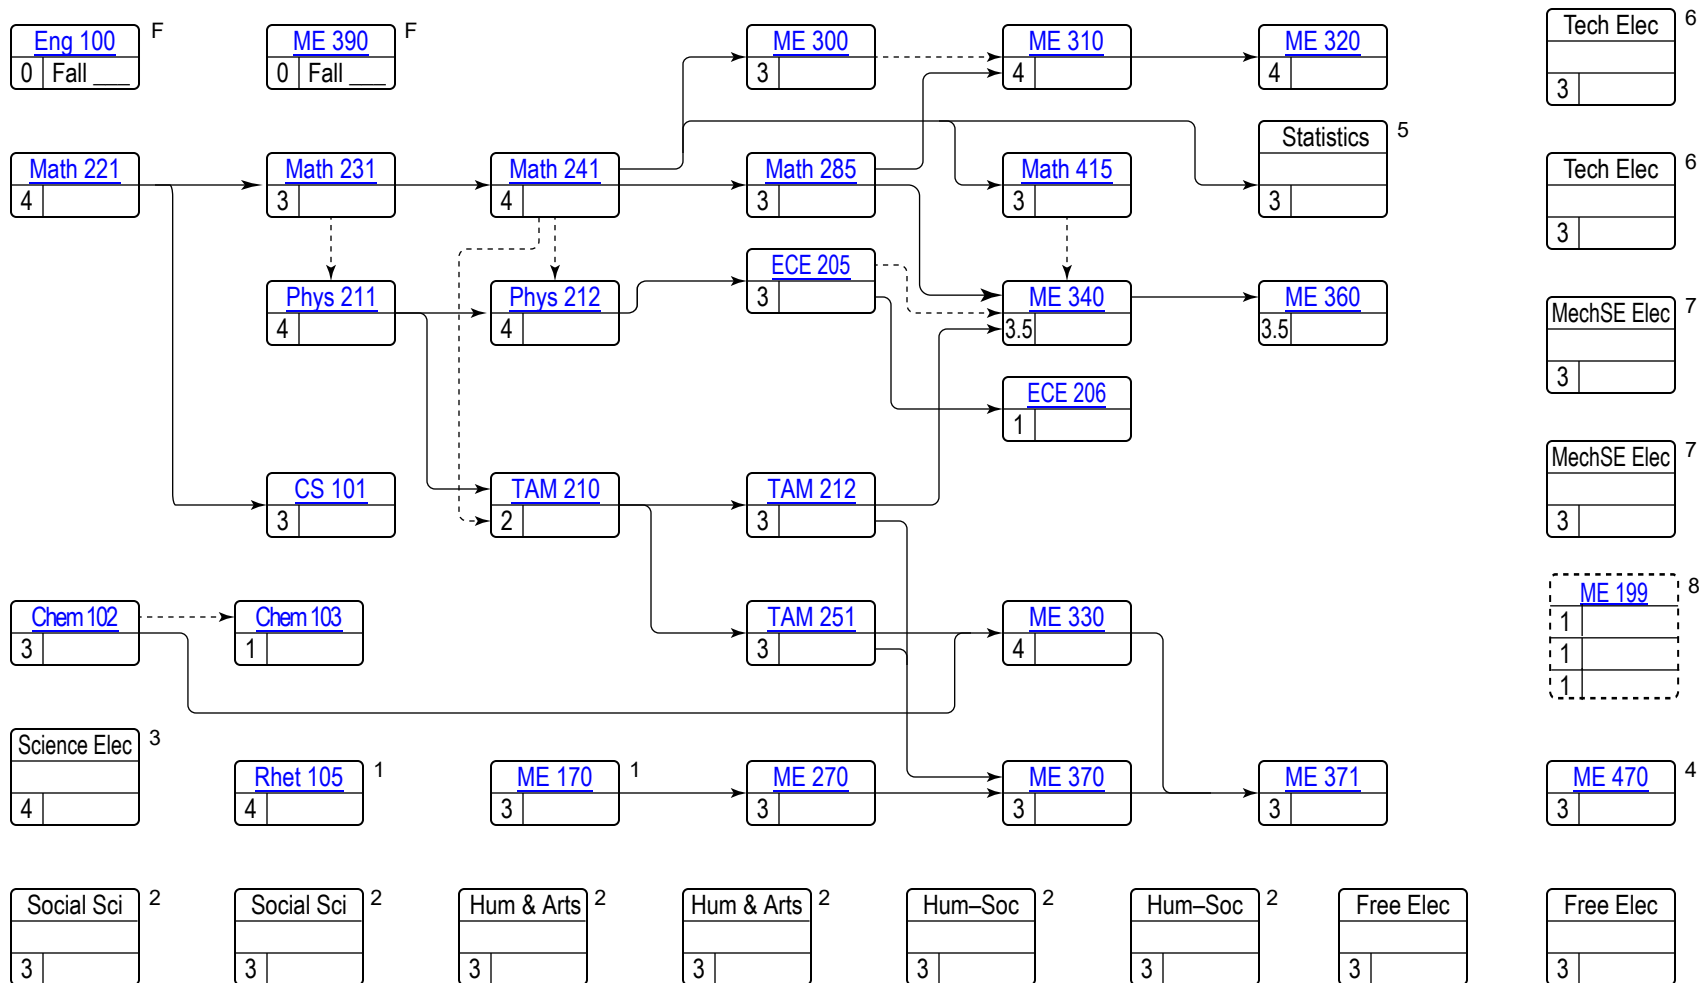 Eng 100 F
0 Fall ___
ME 390 F
0 Fall ___
ME 300
3
ME 310
4
ME 320
4
Tech Elec 6
3
Math 221
4
Math 231
3
Math 241
4
Math 285
3
Math 415
3
Statistics 5
3
Tech Elec 6
3
Phys 211
4
Phys 212
4
ECE 205
3
ME 340
3.5
ME 360
3.5
MechSE Elec 7
3
ECE 206
1
CS 101
3
TAM 210
2
TAM 212
3
MechSE Elec 7
3
Chem 102
3
Chem 103
1
TAM 251
3
ME 330
4
ME 199 8
1
1
1
Science Elec 3
4
Rhet 105 1
4
ME 170 1
3
ME 270
3
ME 370
3
ME 371
3
ME 470 4
3
Social Sci 2
3
Social Sci 2
3
Hum & Arts 2
3
Hum & Arts 2
3
Hum–Soc 2
3
Hum–Soc 2
3
Free Elec
3
Free Elec
3